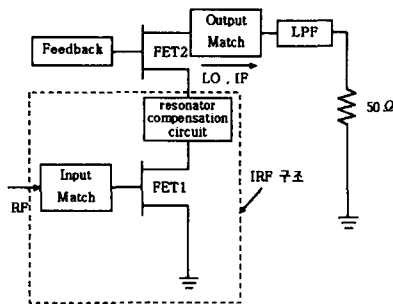 Feedback
FET2
Output
Match
LPF
LO , IF
50 Ω
resonator
compensation
circuit
Input
Match
FET1
RF
IRF 구조